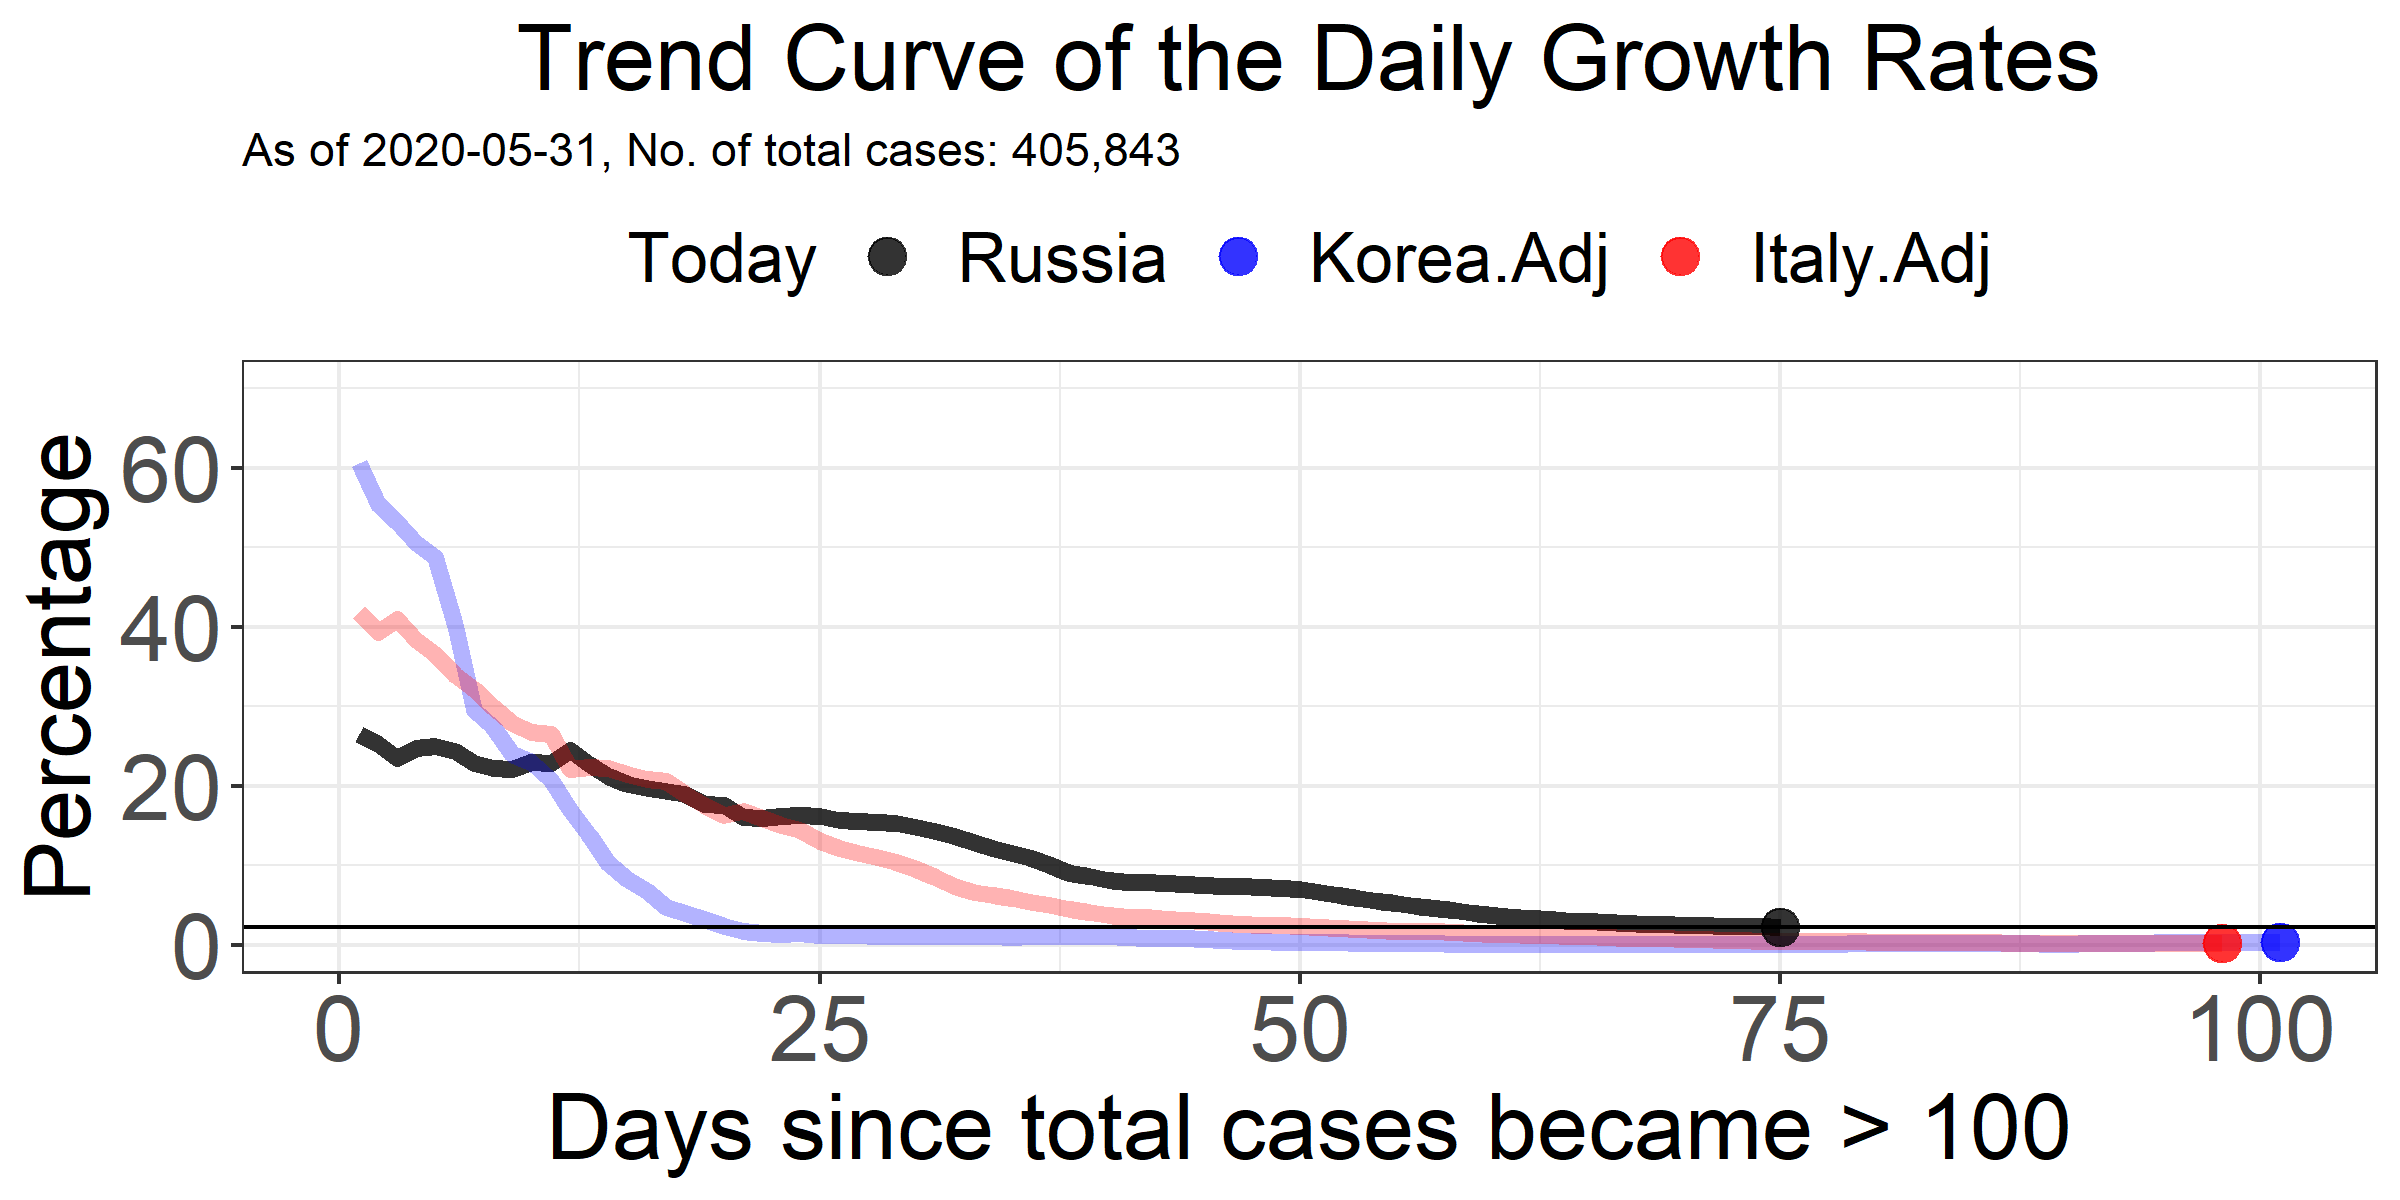 Trend Curve of the Daily Growth Rates
As of 2020-05-31, No. of total cases: 405,843
Today Russia Korea.Adj Italy.Adj
Percentage
60
40
20
0
0 25 50 75 100
Days since total cases became > 100